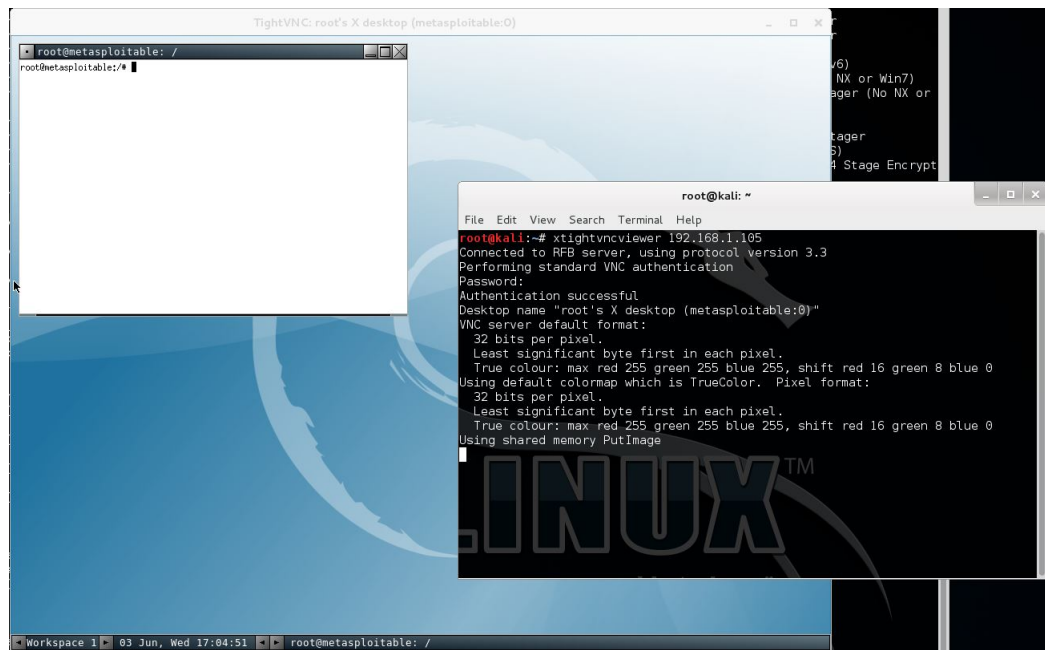 TightVNC: root's X desktop (metasploitable:0)
root@metasploitable: /
root@metasploitable:/#
v6)
NX or Win7)
ager (No NX or
tager
S)
4 Stage Encrypt
root@kali: ~
File Edit View Search Terminal Help
root@kali:~# xtightvncviewer 192.168.1.105
Connected to RFB server, using protocol version 3.3
Performing standard VNC authentication
Password:
Authentication successful
Desktop name "root's X desktop (metasploitable:0)"
VNC server default format:
32 bits per pixel.
Least significant byte first in each pixel.
True colour: max red 255 green 255 blue 255, shift red 16 green 8 blue 0
Using default colormap which is TrueColor. Pixel format:
32 bits per pixel.
Least significant byte first in each pixel.
True colour: max red 255 green 255 blue 255, shift red 16 green 8 blue 0
Using shared memory PutImage
LINUX TM
Workspace 1 03 Jun, Wed 17:04:51 root@metasploitable: /